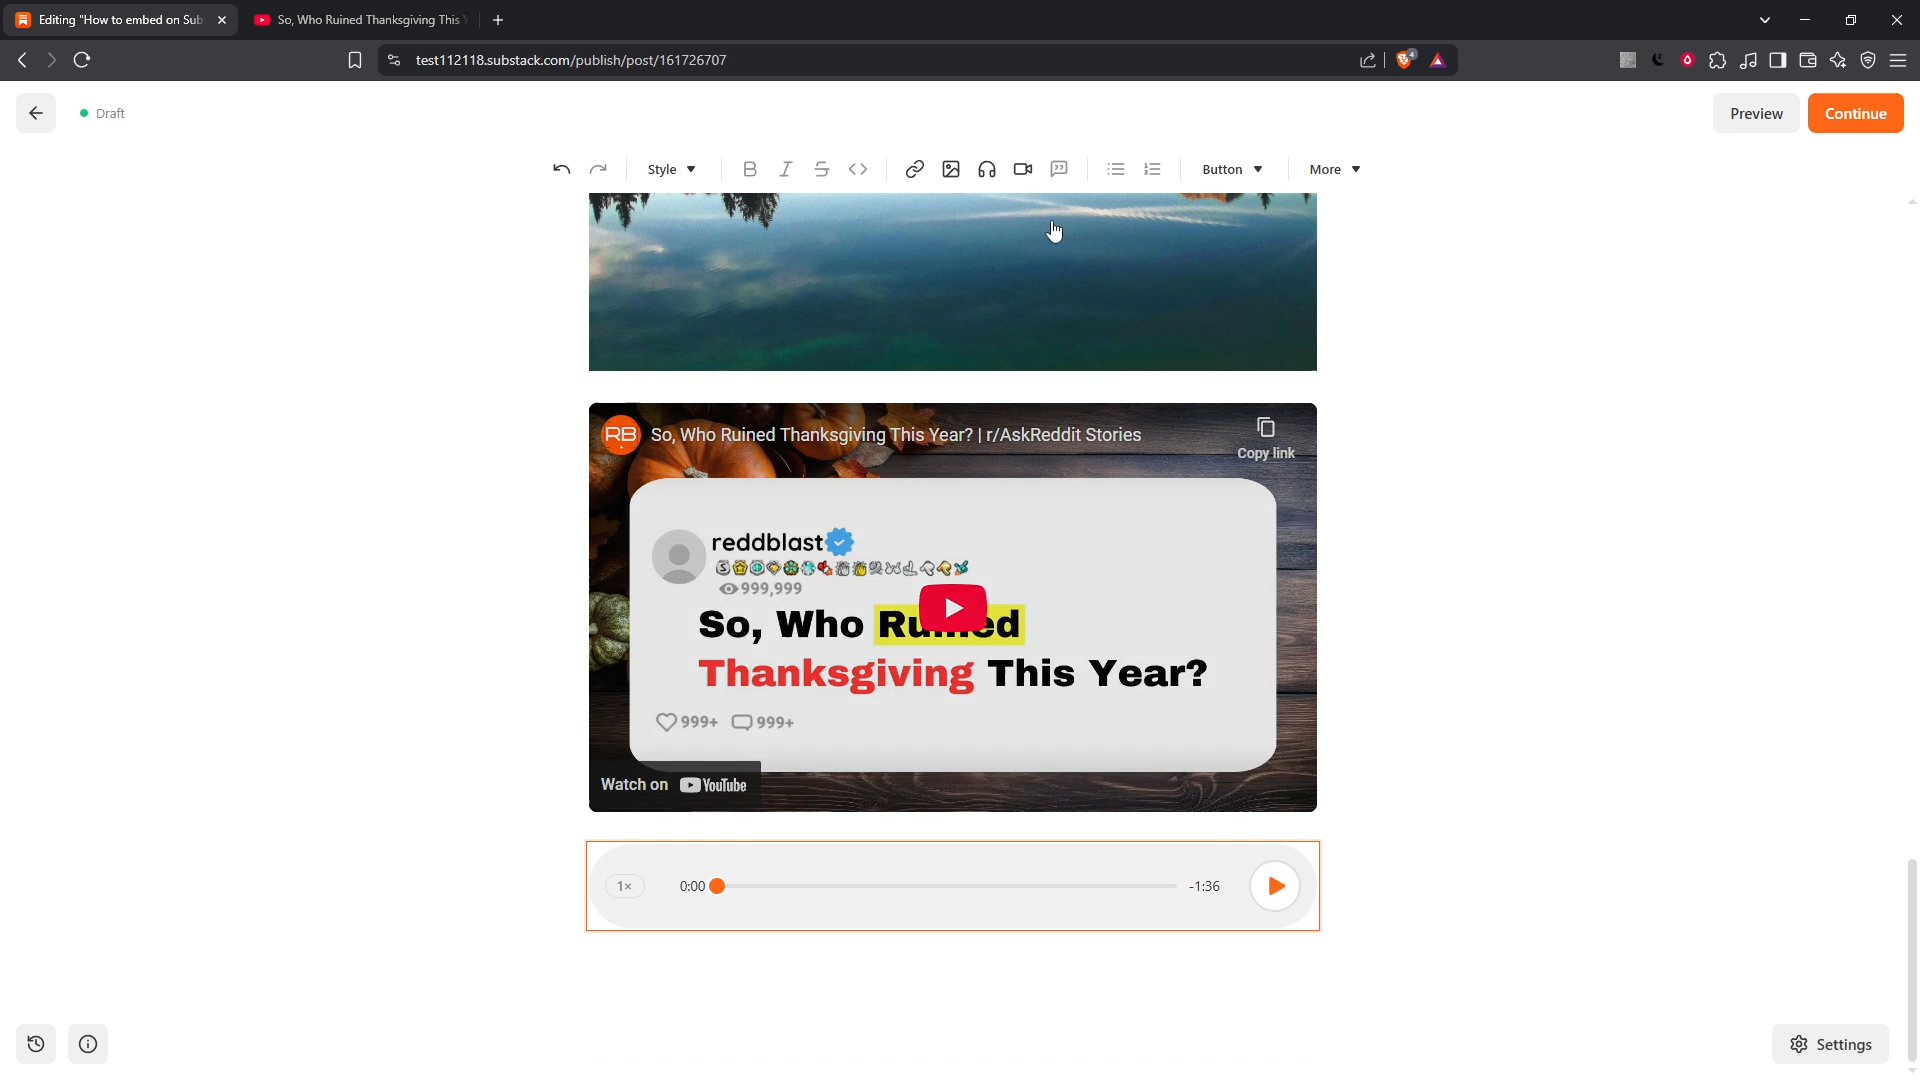 Editing "How to embed on Sub
So, Who Ruined Thanksgiving This Y
test112118.substack.com/publish/post/161726707
4
Draft
Preview
Continue
Style
Button
More
RB
So, Who Ruined Thanksgiving This Year? | r/AskReddit Stories
Copy link
reddblast
999,999
So, Who Ruined
Thanksgiving This Year?
999+ 999+
Watch on YouTube
1×
0:00
-1:36
Settings